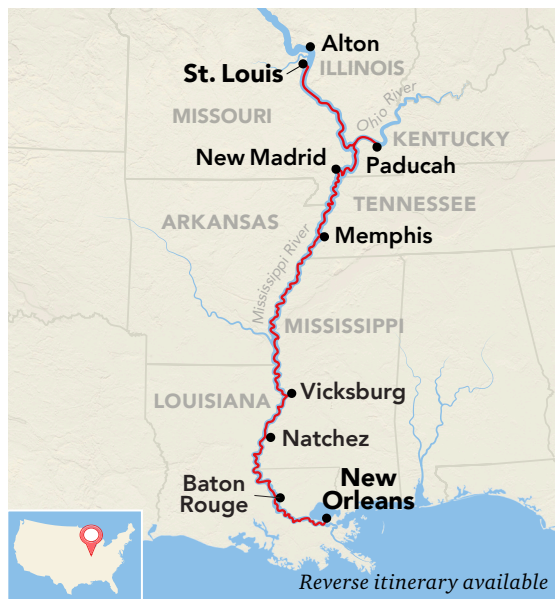 Alton
St. Louis
ILLINOIS
MISSOURI
Ohio River
KENTUCKY
New Madrid
Paducah
TENNESSEE
ARKANSAS
Memphis
Mississippi River
MISSISSIPPI
Vicksburg
LOUISIANA
Natchez
Baton
Rouge
New
Orleans
Reverse itinerary available